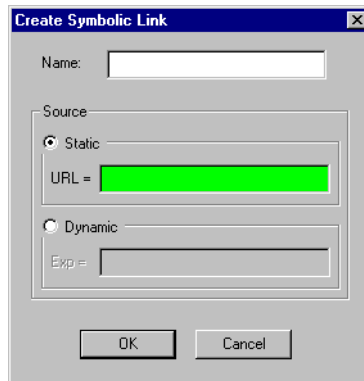 Create Symbolic Link
Name:
Source
Static
URL =
Dynamic
Exp =
OK Cancel